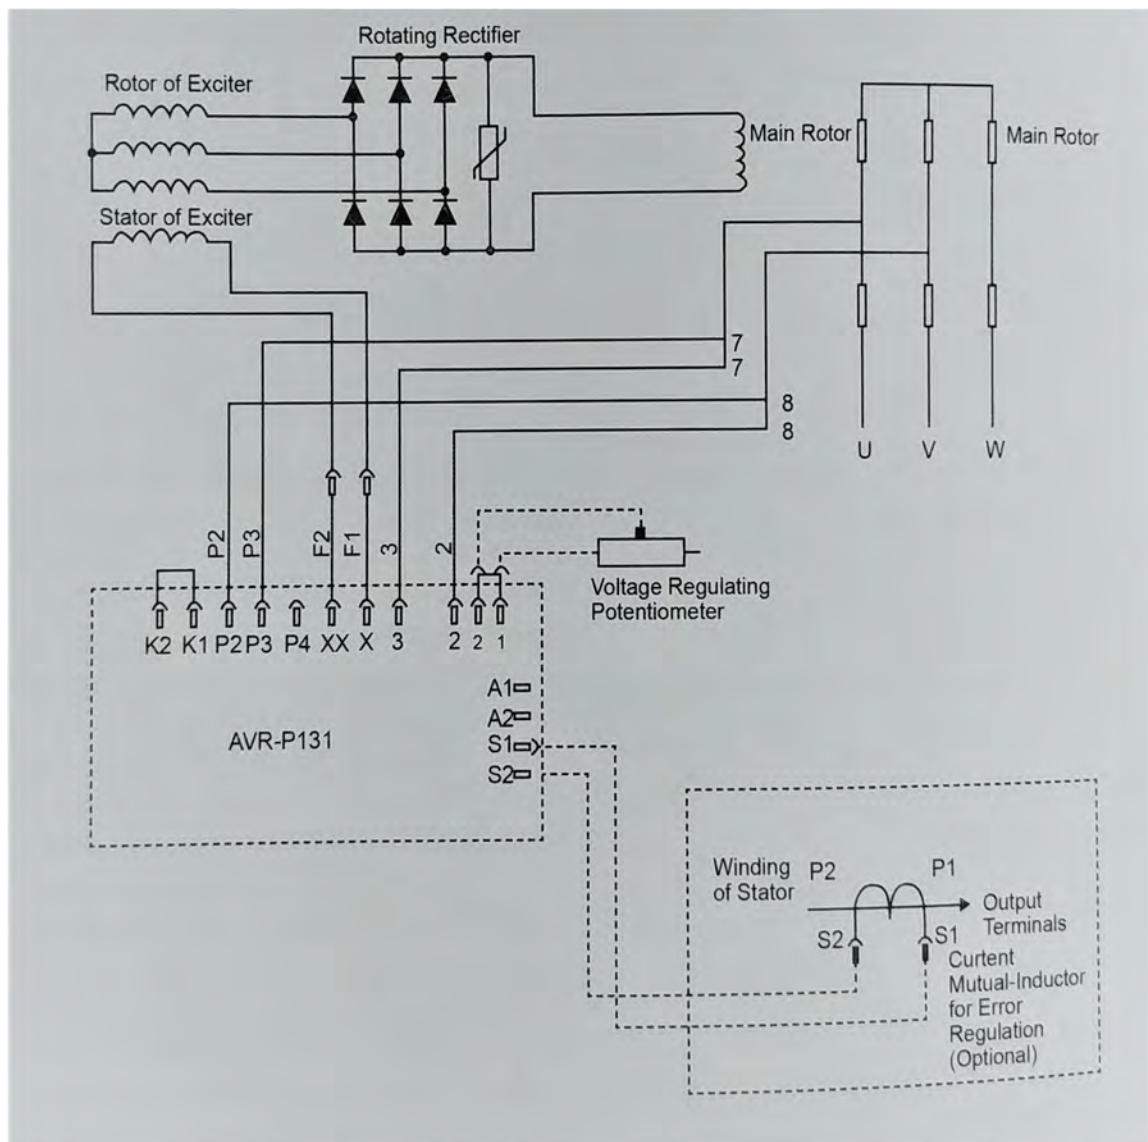 Rotating Rectifier
Rotor of Exciter
Main Rotor
Main Rotor
Stator of Exciter
7
7
8
8
U V W
P2 P3 F2 F1 3 2
Voltage Regulating
Potentiometer
K2 K1 P2 P3 P4 XX X 3 2 2 1
A1
A2
S1
S2
AVR-P131
Winding
of Stator
P2
P1
Output
Terminals
S2
S1
Curtent
Mutual-Inductor
for Error
Regulation
(Optional)